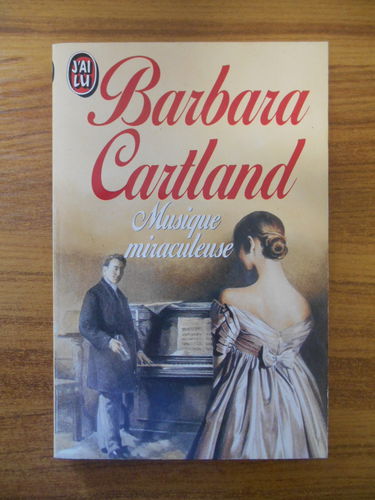 J'AI
LU
Barbara
Cartland
Musique
miraculeuse